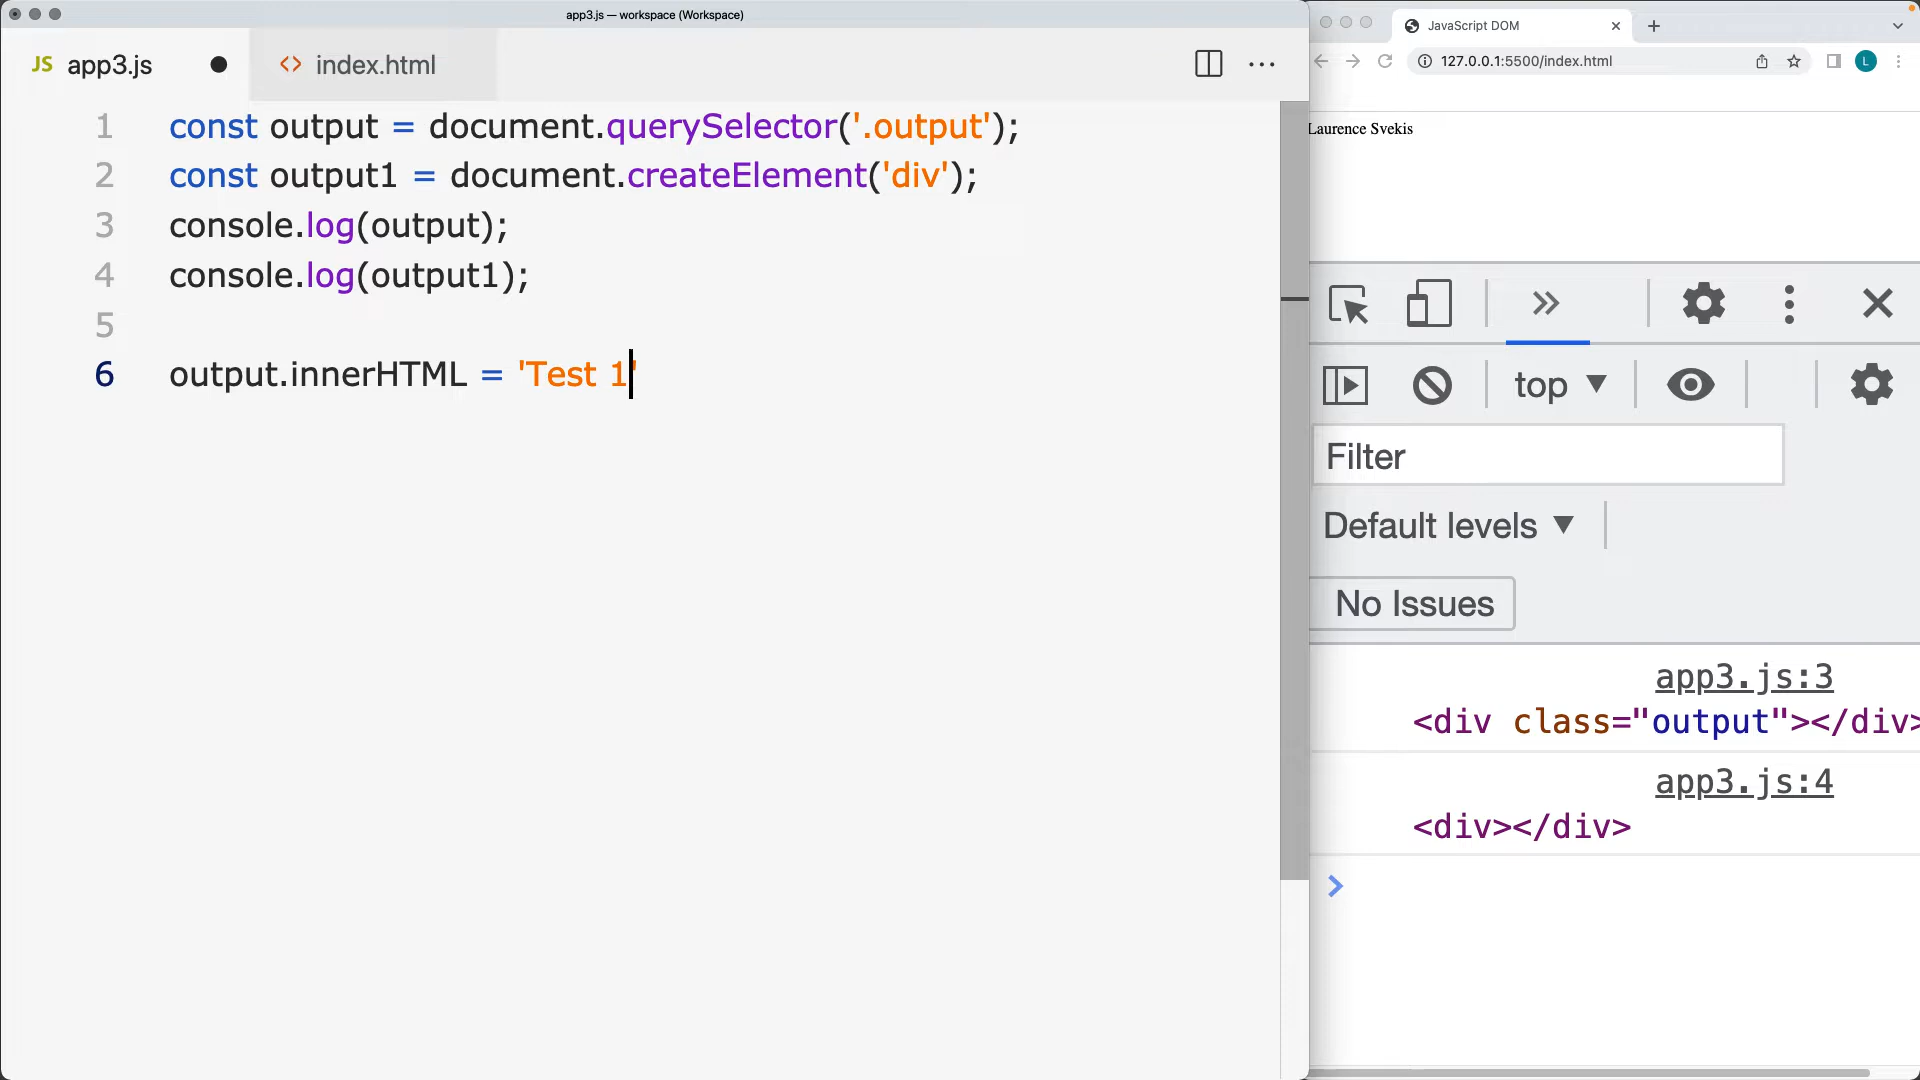 app3.js — workspace (Workspace)
JS app3.js
<> index.html
1 const output = document.querySelector('.output');
2 const output1 = document.createElement('div');
3 console.log(output);
4 console.log(output1);
5
6 output.innerHTML = 'Test 1'
JavaScript DOM
127.0.0.1:5500/index.html
L
Laurence Svekis
top
Filter
Default levels
No Issues
app3.js:3
<div class="output"></div>
app3.js:4
<div></div>